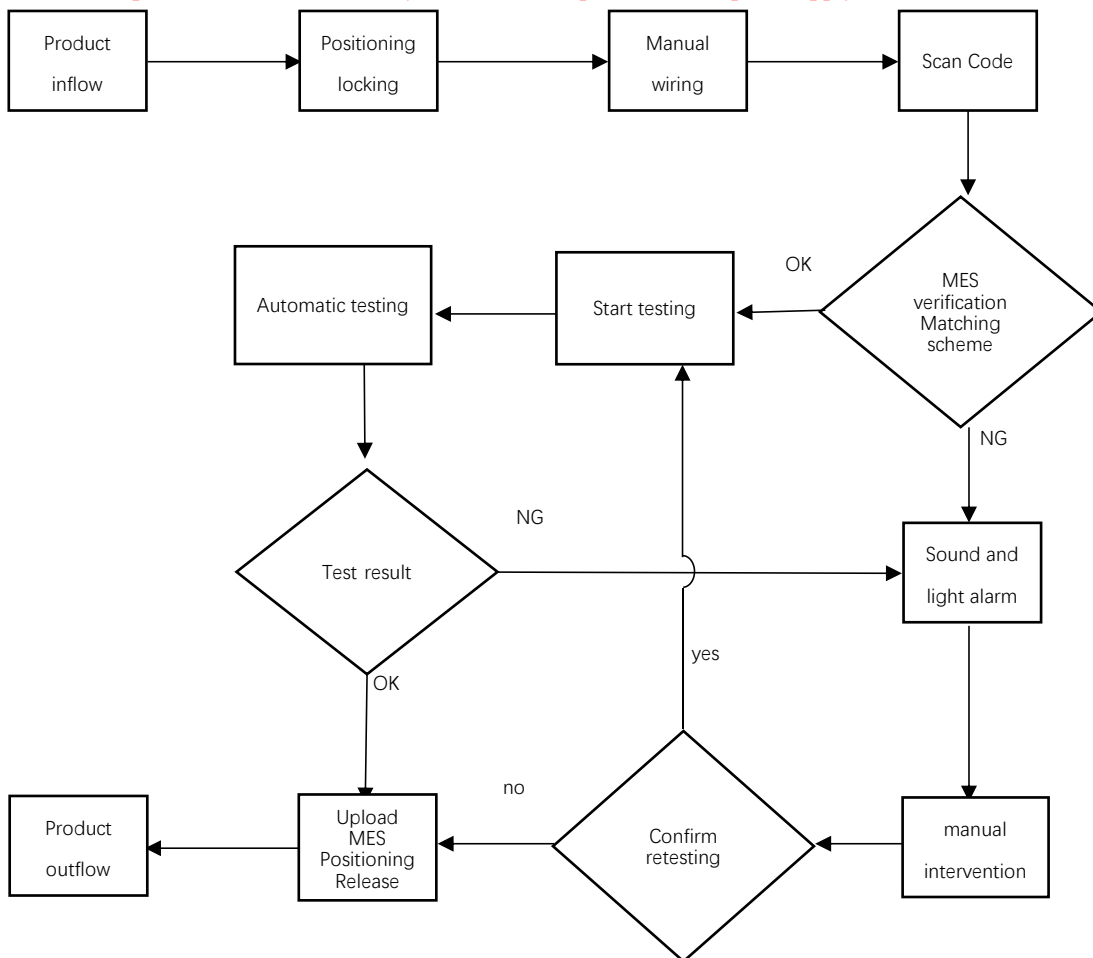 Product
inflow
Positioning
locking
Manual
wiring
Scan Code
MES
verification
Matching
scheme
OK
Start testing
Automatic testing
NG
NG
Test result
Sound and
light alarm
yes
OK
no
Upload
MES
Positioning
Release
Product
outflow
Confirm
retesting
manual
intervention